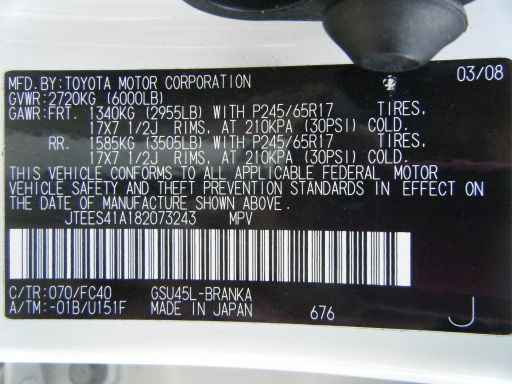 MFD.BY:TOYOTA MOTOR CORPORATION 03/08
GVWR:2720KG (6000LB)
GAWR:FRT. 1340KG (2955LB) WITH P245/65R17 TIRES,
17X7 1/2J RIMS, AT 210KPA (30PSI) COLD.
RR. 1585KG (3505LB) WITH P245/65R17 TIRES,
17X7 1/2J RIMS, AT 210KPA (30PSI) COLD.
THIS VEHICLE CONFORMS TO ALL APPLICABLE FEDERAL MOTOR
VEHICLE SAFETY AND THEFT PREVENTION STANDARDS IN EFFECT ON
THE DATE OF MANUFACTURE SHOWN ABOVE.
JTEES41A182073243 MPV
C/TR:070/FC40 GSU45L-BRANKA
A/TM:-01B/U151F MADE IN JAPAN 676 J